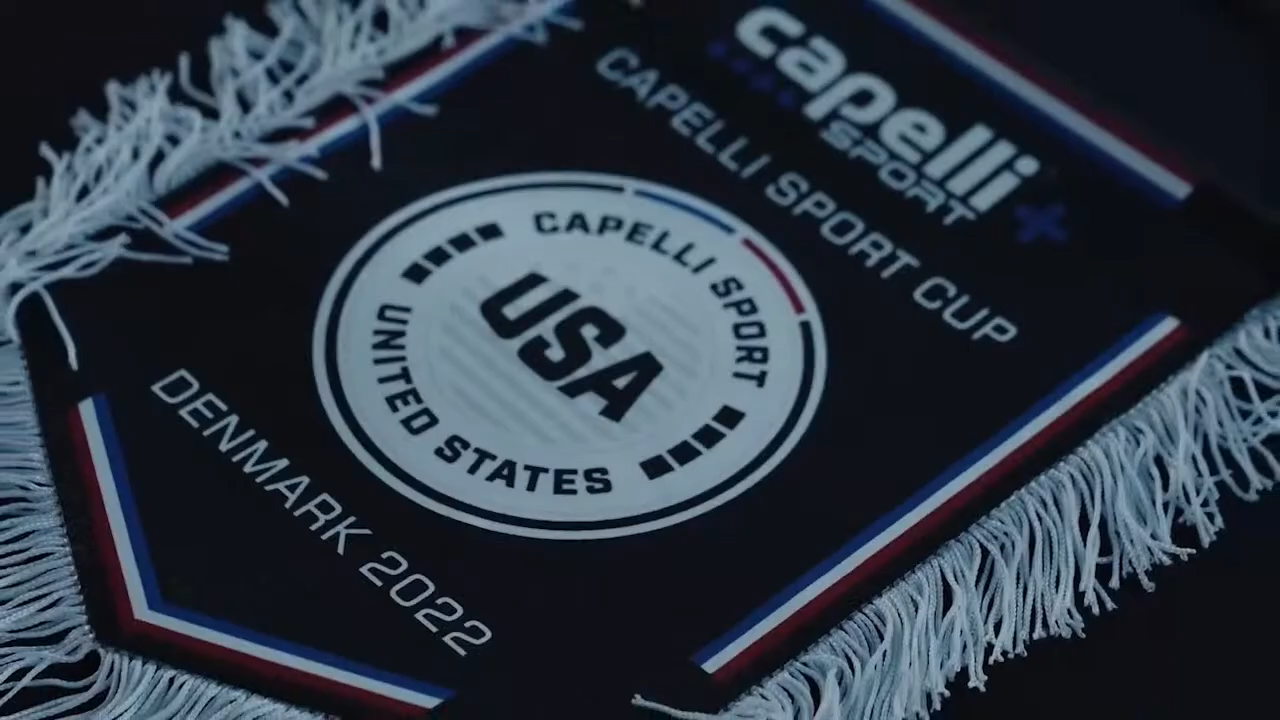 capelli
SPORT
CAPELLI SPORT CUP
CAPELLI SPORT
USA
UNITED STATES
DENMARK 2022